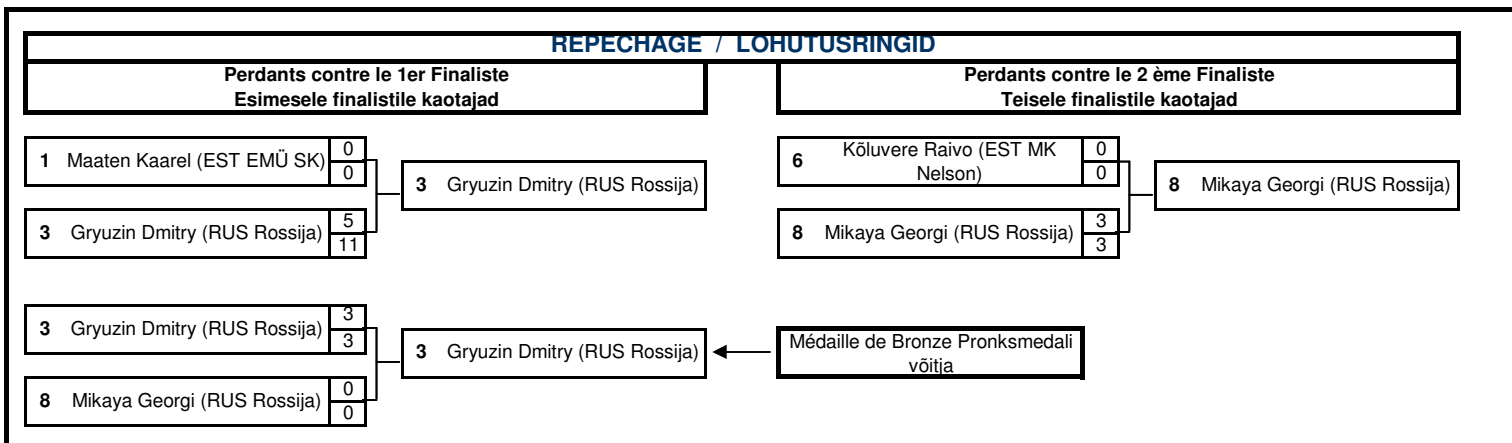 REPECHAGE / LOHUTUSRINGID
Perdants contre le 1er Finaliste
Esimesele finalistile kaotajad
Perdants contre le 2 ème Finaliste
Teisele finalistile kaotajad
1 Maaten Kaarel (EST EMÜ SK) 0
0
3 Gryuzin Dmitry (RUS Rossija)
3 Gryuzin Dmitry (RUS Rossija) 5
11
6 Kõluvere Raivo (EST MK 0
Nelson) 0
8 Mikaya Georgi (RUS Rossija)
8 Mikaya Georgi (RUS Rossija) 3
3
3 Gryuzin Dmitry (RUS Rossija) 3
3
3 Gryuzin Dmitry (RUS Rossija)
Médaille de Bronze Pronksmedali
võitja
8 Mikaya Georgi (RUS Rossija) 0
0